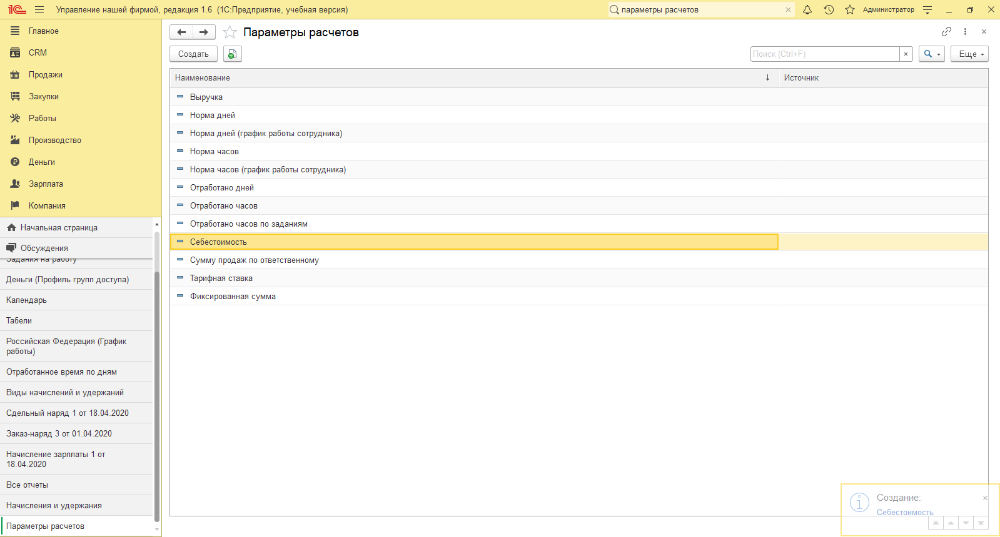 1С Управление нашей фирмой, редакция 1.6 (1С:Предприятие, учебная версия)
параметры расчетов
Администратор
Главное
CRM
Продажи
Закупки
Работы
Производство
Деньги
Зарплата
Компания
Начальная страница
Обсуждения
Задания на работу
Деньги (Профиль групп доступа)
Календарь
Табели
Российская Федерация (График
работы)
Отработанное время по дням
Виды начислений и удержаний
Сдельный наряд 1 от 18.04.2020
Заказ-наряд 3 от 01.04.2020
Начисление зарплаты 1 от
18.04.2020
Все отчеты
Начисления и удержания
Параметры расчетов
Параметры расчетов
Создать
Поиск (Ctrl+F)
Еще
Наименование
Источник
Выручка
Норма дней
Норма дней (график работы сотрудника)
Норма часов
Норма часов (график работы сотрудника)
Отработано дней
Отработано часов
Отработано часов по заданиям
Себестоимость
Сумму продаж по ответственному
Тарифная ставка
Фиксированная сумма
Создание:
Себестоимость